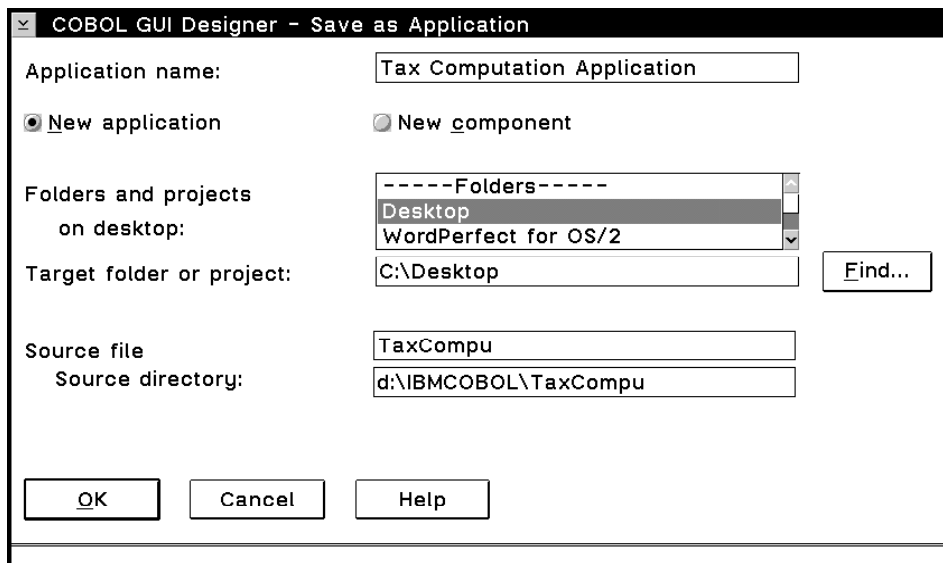 COBOL GUI Designer - Save as Application
Application name: Tax Computation Application
New application New component
Folders and projects
on desktop:
-----Folders-----
Desktop
WordPerfect for OS/2
Target folder or project: C:\Desktop Find...
Source file TaxCompu
Source directory: d:\IBMCOBOL\TaxCompu
OK Cancel Help